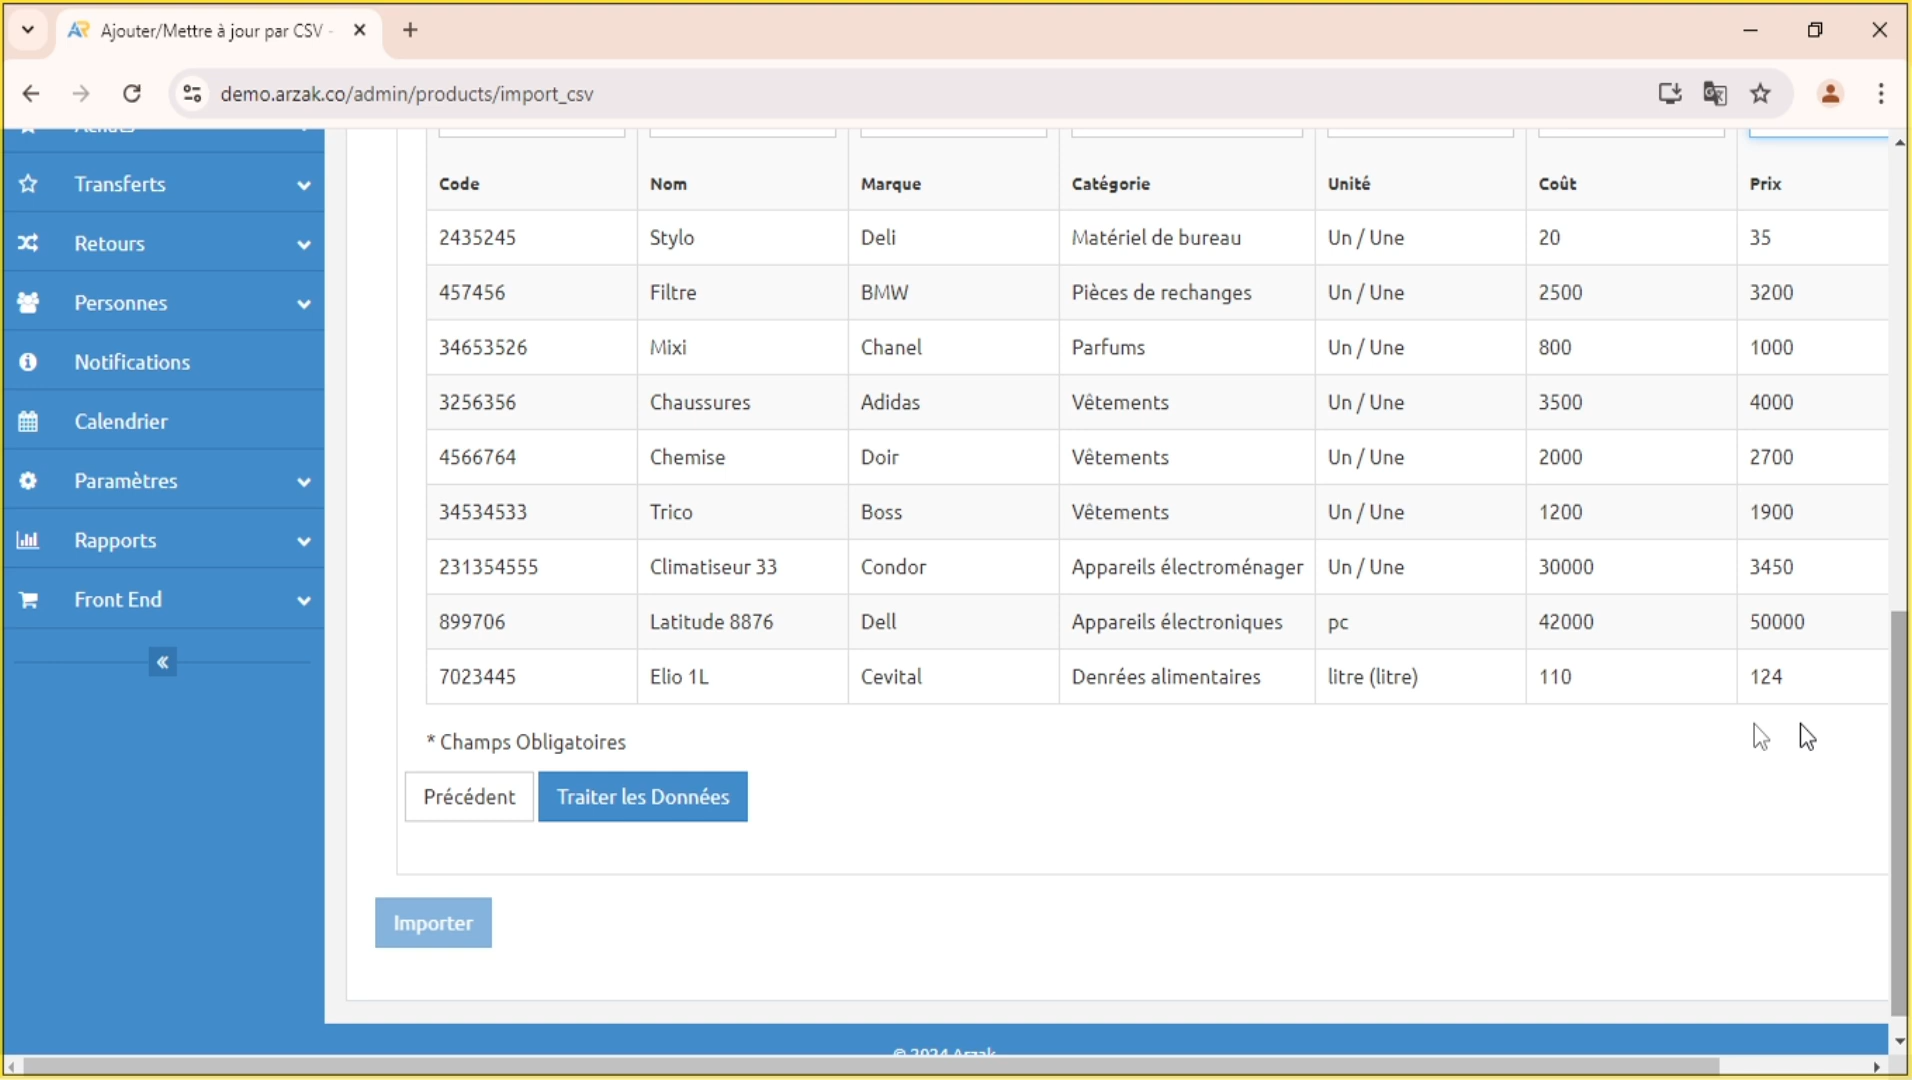 Ajouter/Mettre à jour par CSV -
demo.arzak.co/admin/products/import_csv
Achats
Transferts
Retours
Personnes
Notifications
Calendrier
Paramètres
Rapports
Front End
Code Nom Marque Catégorie Unité Coût Prix
2435245 Stylo Deli Matériel de bureau Un / Une 20 35
457456 Filtre BMW Pièces de rechanges Un / Une 2500 3200
34653526 Mixi Chanel Parfums Un / Une 800 1000
3256356 Chaussures Adidas Vêtements Un / Une 3500 4000
4566764 Chemise Doir Vêtements Un / Une 2000 2700
34534533 Trico Boss Vêtements Un / Une 1200 1900
231354555 Climatiseur 33 Condor Appareils électroménager Un / Une 30000 3450
899706 Latitude 8876 Dell Appareils électroniques pc 42000 50000
7023445 Elio 1L Cevital Denrées alimentaires litre (litre) 110 124
* Champs Obligatoires
Précédent Traiter les Données
Importer
© 2024 Arzak